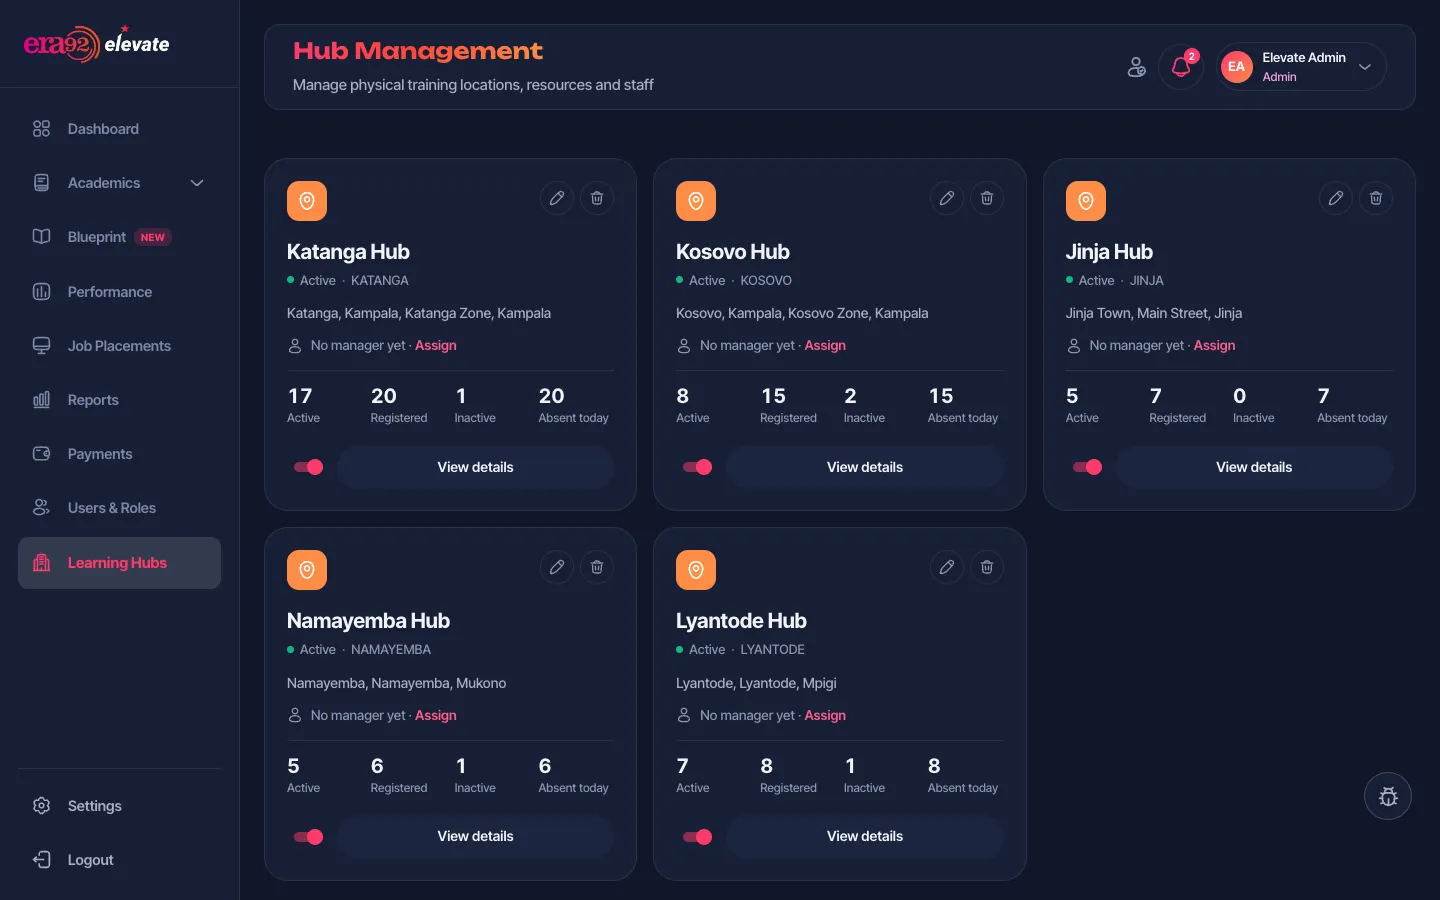 era92 elevate
Hub Management
Manage physical training locations, resources and staff
2
EA
Elevate Admin
Admin
Dashboard
Academics
Blueprint NEW
Performance
Job Placements
Reports
Payments
Users & Roles
Learning Hubs
Settings
Logout
Katanga Hub
Active · KATANGA
Katanga, Kampala, Katanga Zone, Kampala
No manager yet · Assign
17 20 1 20
Active Registered Inactive Absent today
View details
Kosovo Hub
Active · KOSOVO
Kosovo, Kampala, Kosovo Zone, Kampala
No manager yet · Assign
8 15 2 15
Active Registered Inactive Absent today
View details
Jinja Hub
Active · JINJA
Jinja Town, Main Street, Jinja
No manager yet · Assign
5 7 0 7
Active Registered Inactive Absent today
View details
Namayemba Hub
Active · NAMAYEMBA
Namayemba, Namayemba, Mukono
No manager yet · Assign
5 6 1 6
Active Registered Inactive Absent today
View details
Lyantode Hub
Active · LYANTODE
Lyantode, Lyantode, Mpigi
No manager yet · Assign
7 8 1 8
Active Registered Inactive Absent today
View details